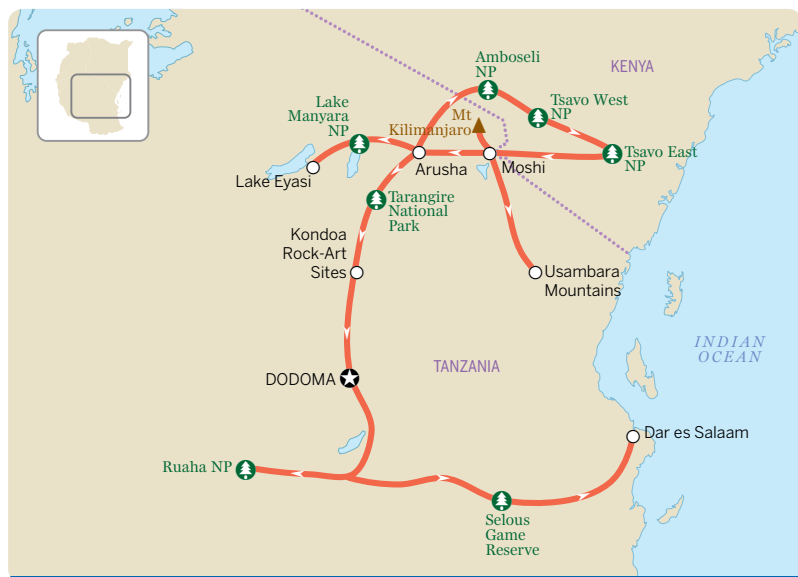 Amboseli
NP
KENYA
Tsavo West
NP
Lake
Manyara
NP
Mt
Kilimanjaro
Tsavo East
NP
Arusha
Moshi
Lake Eyasi
Tarangire
National
Park
Kondoa
Rock-Art
Sites
Usambara
Mountains
INDIAN
OCEAN
TANZANIA
DODOMA
Dar es Salaam
Ruaha NP
Selous
Game
Reserve